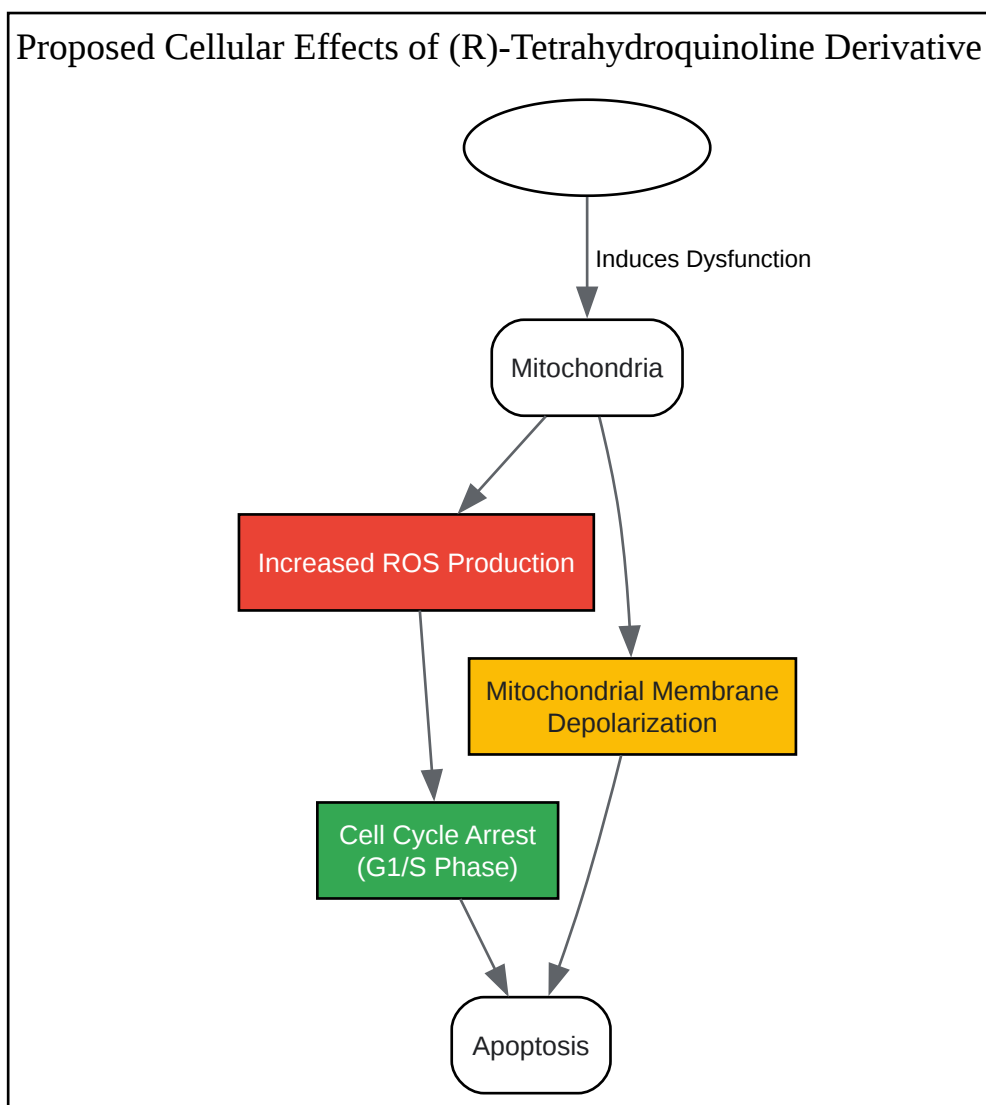 Proposed Cellular Effects of (R)-Tetrahydroquinoline Derivative
Induces Dysfunction
Mitochondria
Increased ROS Production
Mitochondrial Membrane
Depolarization
Cell Cycle Arrest
(G1/S Phase)
Apoptosis